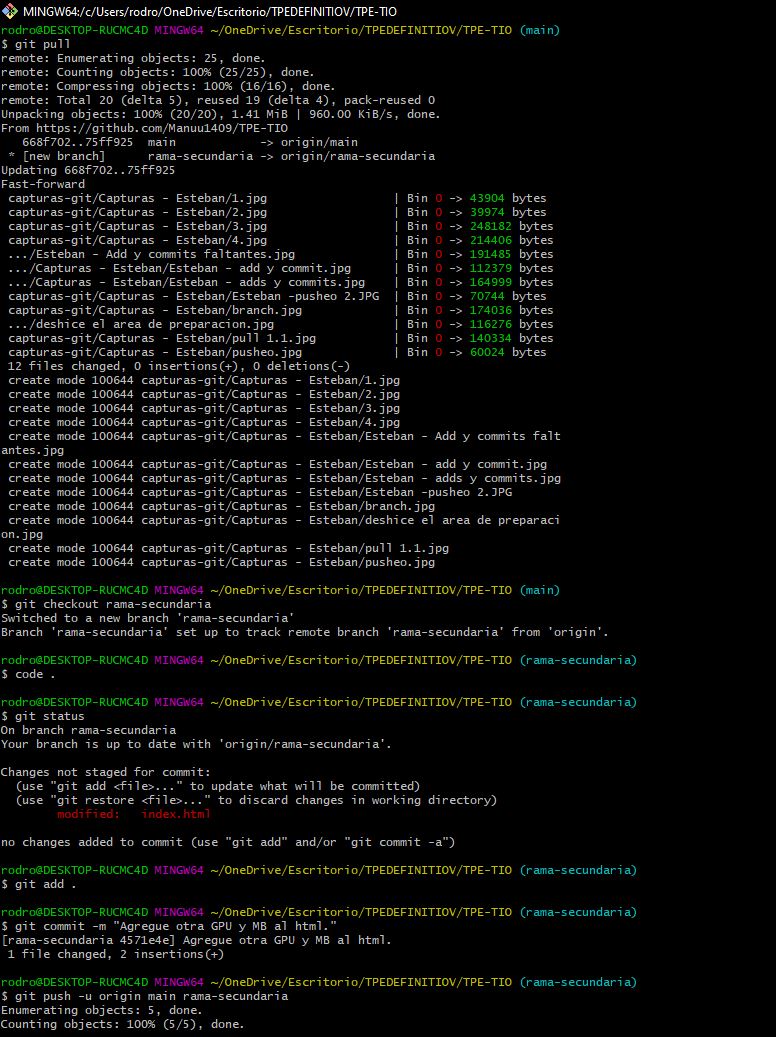 MINGW64:/c/Users/rodro/OneDrive/Escritorio/TPEDEFINITIOV/TPE-TIO
rodro@DESKTOP-RUCMC4D MINGW64 ~/OneDrive/Escritorio/TPEDEFINITIOV/TPE-TIO (main)
$ git pull
remote: Enumerating objects: 25, done.
remote: Counting objects: 100% (25/25), done.
remote: Compressing objects: 100% (16/16), done.
remote: Total 20 (delta 5), reused 19 (delta 4), pack-reused 0
Unpacking objects: 100% (20/20), 1.41 MiB | 960.00 KiB/s, done.
From https://github.com/Manuu1409/TPE-TIO
   668f702..75ff925  main            -> origin/main
 * [new branch]      rama-secundaria -> origin/rama-secundaria
Updating 668f702..75ff925
Fast-forward
 capturas-git/Capturas - Esteban/1.jpg                  | Bin 0 -> 43904 bytes
 capturas-git/Capturas - Esteban/2.jpg                  | Bin 0 -> 39974 bytes
 capturas-git/Capturas - Esteban/3.jpg                  | Bin 0 -> 248182 bytes
 capturas-git/Capturas - Esteban/4.jpg                  | Bin 0 -> 214406 bytes
 .../Esteban - Add y commits faltantes.jpg              | Bin 0 -> 191485 bytes
 .../Capturas - Esteban/Esteban - add y commit.jpg      | Bin 0 -> 112379 bytes
 .../Capturas - Esteban/Esteban - adds y commits.jpg    | Bin 0 -> 164999 bytes
 capturas-git/Capturas - Esteban/Esteban -pusheo 2.JPG  | Bin 0 -> 70744 bytes
 capturas-git/Capturas - Esteban/branch.jpg             | Bin 0 -> 174036 bytes
 .../deshice el area de preparacion.jpg                 | Bin 0 -> 116276 bytes
 capturas-git/Capturas - Esteban/pull 1.1.jpg           | Bin 0 -> 140334 bytes
 capturas-git/Capturas - Esteban/pusheo.jpg             | Bin 0 -> 60024 bytes
 12 files changed, 0 insertions(+), 0 deletions(-)
 create mode 100644 capturas-git/Capturas - Esteban/1.jpg
 create mode 100644 capturas-git/Capturas - Esteban/2.jpg
 create mode 100644 capturas-git/Capturas - Esteban/3.jpg
 create mode 100644 capturas-git/Capturas - Esteban/4.jpg
 create mode 100644 capturas-git/Capturas - Esteban/Esteban - Add y commits falt
antes.jpg
 create mode 100644 capturas-git/Capturas - Esteban/Esteban - add y commit.jpg
 create mode 100644 capturas-git/Capturas - Esteban/Esteban - adds y commits.jpg
 create mode 100644 capturas-git/Capturas - Esteban/Esteban -pusheo 2.JPG
 create mode 100644 capturas-git/Capturas - Esteban/branch.jpg
 create mode 100644 capturas-git/Capturas - Esteban/deshice el area de preparaci
on.jpg
 create mode 100644 capturas-git/Capturas - Esteban/pull 1.1.jpg
 create mode 100644 capturas-git/Capturas - Esteban/pusheo.jpg
rodro@DESKTOP-RUCMC4D MINGW64 ~/OneDrive/Escritorio/TPEDEFINITIOV/TPE-TIO (main)
$ git checkout rama-secundaria
Switched to a new branch 'rama-secundaria'
Branch 'rama-secundaria' set up to track remote branch 'rama-secundaria' from 'origin'.
rodro@DESKTOP-RUCMC4D MINGW64 ~/OneDrive/Escritorio/TPEDEFINITIOV/TPE-TIO (rama-secundaria)
$ code .
rodro@DESKTOP-RUCMC4D MINGW64 ~/OneDrive/Escritorio/TPEDEFINITIOV/TPE-TIO (rama-secundaria)
$ git status
On branch rama-secundaria
Your branch is up to date with 'origin/rama-secundaria'.
Changes not staged for commit:
  (use "git add <file>..." to update what will be committed)
  (use "git restore <file>..." to discard changes in working directory)
        modified:   index.html
no changes added to commit (use "git add" and/or "git commit -a")
rodro@DESKTOP-RUCMC4D MINGW64 ~/OneDrive/Escritorio/TPEDEFINITIOV/TPE-TIO (rama-secundaria)
$ git add .
rodro@DESKTOP-RUCMC4D MINGW64 ~/OneDrive/Escritorio/TPEDEFINITIOV/TPE-TIO (rama-secundaria)
$ git commit -m "Agregue otra GPU y MB al html."
[rama-secundaria 4571e4e] Agregue otra GPU y MB al html.
 1 file changed, 2 insertions(+)
rodro@DESKTOP-RUCMC4D MINGW64 ~/OneDrive/Escritorio/TPEDEFINITIOV/TPE-TIO (rama-secundaria)
$ git push -u origin main rama-secundaria
Enumerating objects: 5, done.
Counting objects: 100% (5/5), done.